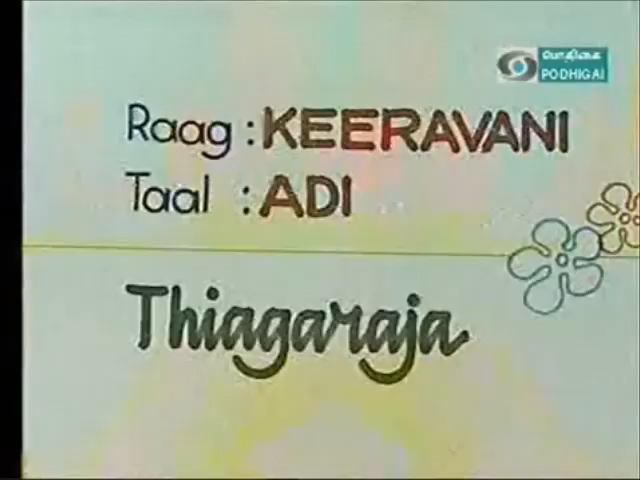 பொதிகை
PODHIGAI
Raag : KEERAVANI
Taal : ADI
Thiagaraja